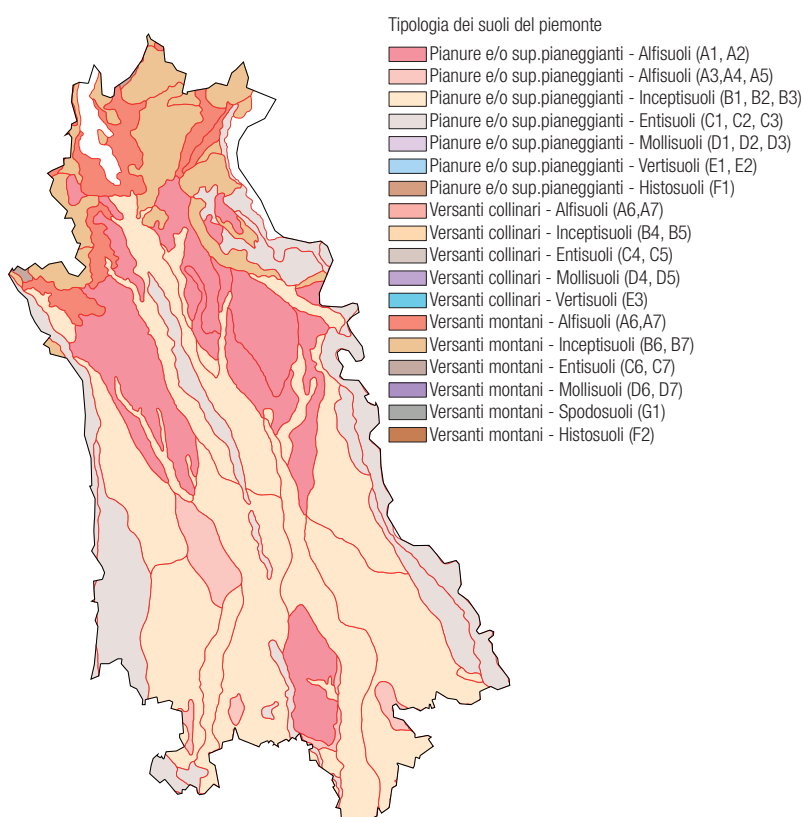 Tipologia dei suoli del piemonte
Pianure e/o sup.pianeggianti - Alfisuoli (A1, A2)
Pianure e/o sup.pianeggianti - Alfisuoli (A3,A4, A5)
Pianure e/o sup.pianeggianti - Inceptisuoli (B1, B2, B3)
Pianure e/o sup.pianeggianti - Entisuoli (C1, C2, C3)
Pianure e/o sup.pianeggianti - Mollisuoli (D1, D2, D3)
Pianure e/o sup.pianeggianti - Vertisuoli (E1, E2)
Pianure e/o sup.pianeggianti - Histosuoli (F1)
Versanti collinari - Alfisuoli (A6,A7)
Versanti collinari - Inceptisuoli (B4, B5)
Versanti collinari - Entisuoli (C4, C5)
Versanti collinari - Mollisuoli (D4, D5)
Versanti collinari - Vertisuoli (E3)
Versanti montani - Alfisuoli (A6,A7)
Versanti montani - Inceptisuoli (B6, B7)
Versanti montani - Entisuoli (C6, C7)
Versanti montani - Mollisuoli (D6, D7)
Versanti montani - Spodosuoli (G1)
Versanti montani - Histosuoli (F2)